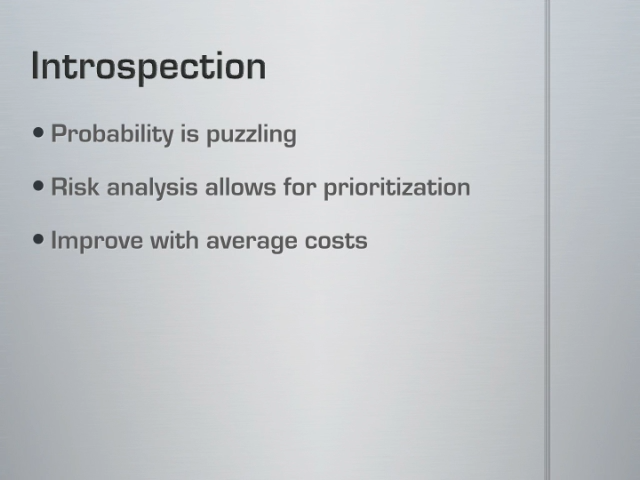 Introspection
• Probability is puzzling
• Risk analysis allows for prioritization
• Improve with average costs